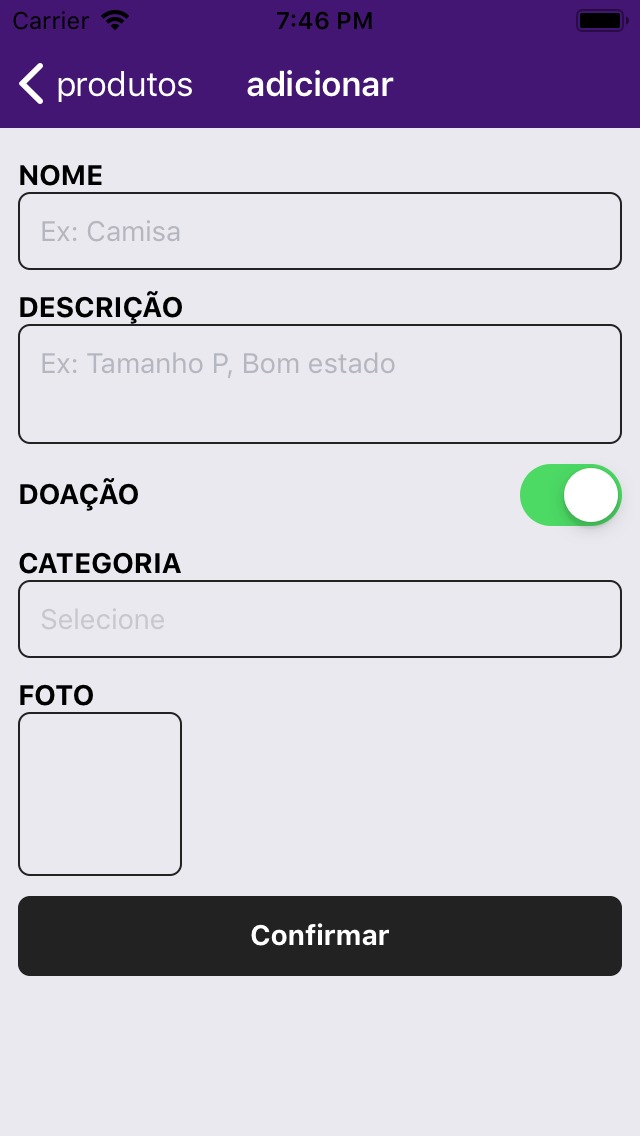 Carrier 7:46 PM
produtos adicionar
NOME
Ex: Camisa
DESCRIÇÃO
Ex: Tamanho P, Bom estado
DOAÇÃO
CATEGORIA
Selecione
FOTO
Confirmar